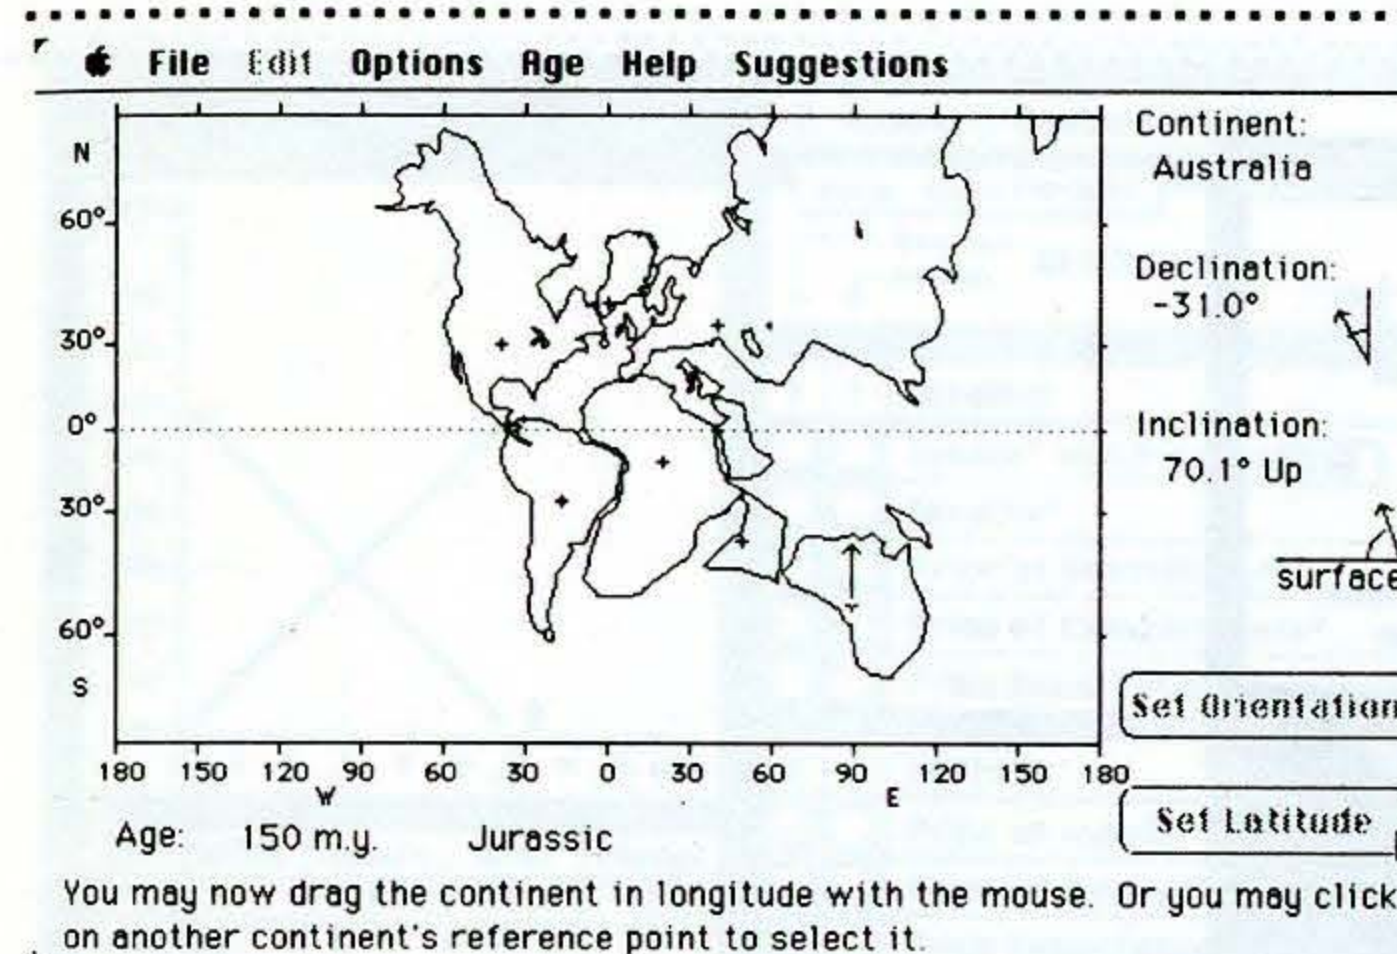 File Edit Options Age Help Suggestions
N
60°
30°
0°
30°
60°
S
180 150 120 90 60 30 0 30 60 90 120 150 180
W E
Age: 150 m.y. Jurassic
Continent:
Australia
Declination:
-31.0°
Inclination:
70.1° Up
surface
Set Orientation
Set Latitude
You may now drag the continent in longitude with the mouse. Or you may click
on another continent's reference point to select it.